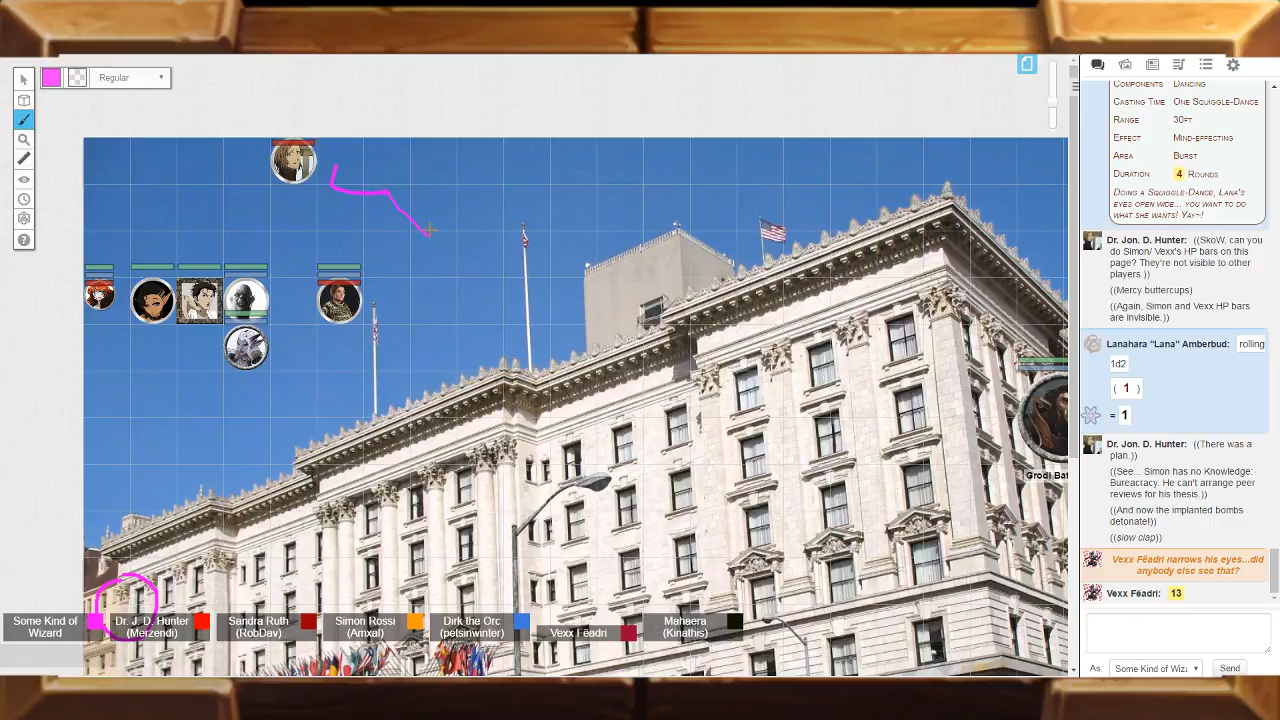 Regular
COMPONENTS DANCING
CASTING TIME ONE SQUIGGLE-DANCE
RANGE 30FT
EFFECT MIND-EFFECTING
AREA BURST
DURATION 4 ROUNDS
DOING A SQUIGGLE-DANCE, LANA'S
EYES OPEN WIDE... YOU WANT TO DO
WHAT SHE WANTS! YAY~!
Dr. Jon. D. Hunter: ((SkoW. can you
do Simon/ Vexx's HP bars on this
page? They're not visible to other
players.))
((Mercy buttercups))
((Again, Simon and Vexx HP bars
are invisible.))
Lanahara "Lana" Amberbud: rolling
1d2
( 1 )
= 1
Dr. Jon. D. Hunter: ((There was a
plan.))
((See... Simon has no Knowledge:
Bureacracy. He can't arrange peer
reviews for his thesis.))
((And now the implanted bombs
detonate!))
((slow clap))
Vexx Fëadri narrows his eyes...did
anybody else see that?
Vexx Fëadri: 13
As: Some Kind of Wiz Send
Grodi Bat
Some Kind of
Wizard
Dr. J. D. Hunter
(Merzendi)
Sandra Ruth
(RobDav)
Simon Rossi
(Amxal)
Dirk the Orc
(petsinwinter)
Vexx Fëadri
Mahaera
(Kinathis)